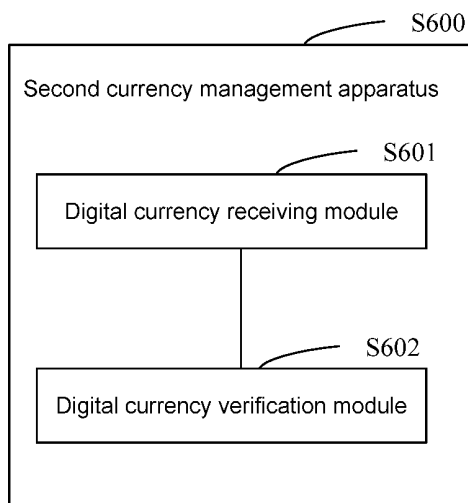 S600
Second currency management apparatus
S601
Digital currency receiving module
S602
Digital currency verification module